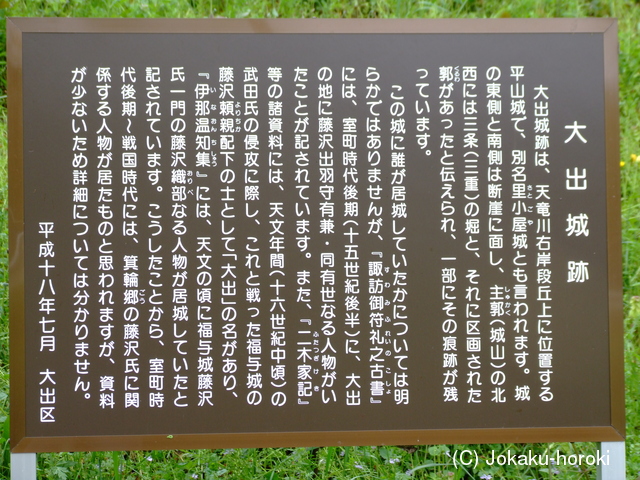 大出城跡
大出城跡は、天竜川右岸段丘上に位置する
平山城で、別名里小屋城とも言われます。城
の東側と南側は断崖に面し、主郭（城山）の北
西には三条（三重）の堀と、それに区画された
郭があったと伝えられ、一部にその痕跡が残
っています。
この城に誰が居城していたかについては明
らかではありませんが、『諏訪御符礼之古書』
には、室町時代後期（十五世紀後半）に、大出
の地に藤沢出羽守有兼・同有世なる人物がい
たことが記されています。また、『二木家記』
等の諸資料には、天文年間（十六世紀中頃）の
武田氏の侵攻に際し、これと戦った福与城の
藤沢頼親配下の士として「大出」の名があり、
『伊那温知集』には、天文の頃に福与城藤沢
氏一門の藤沢織部なる人物が居城していたと
記されています。こうしたことから、室町時
代後期～戦国時代には、箕輪郷の藤沢氏に関
係する人物が居たものと思われますが、資料
が少ないため詳細については分かりません。
平成十八年七月 大出区
(C) Jokaku-horoki